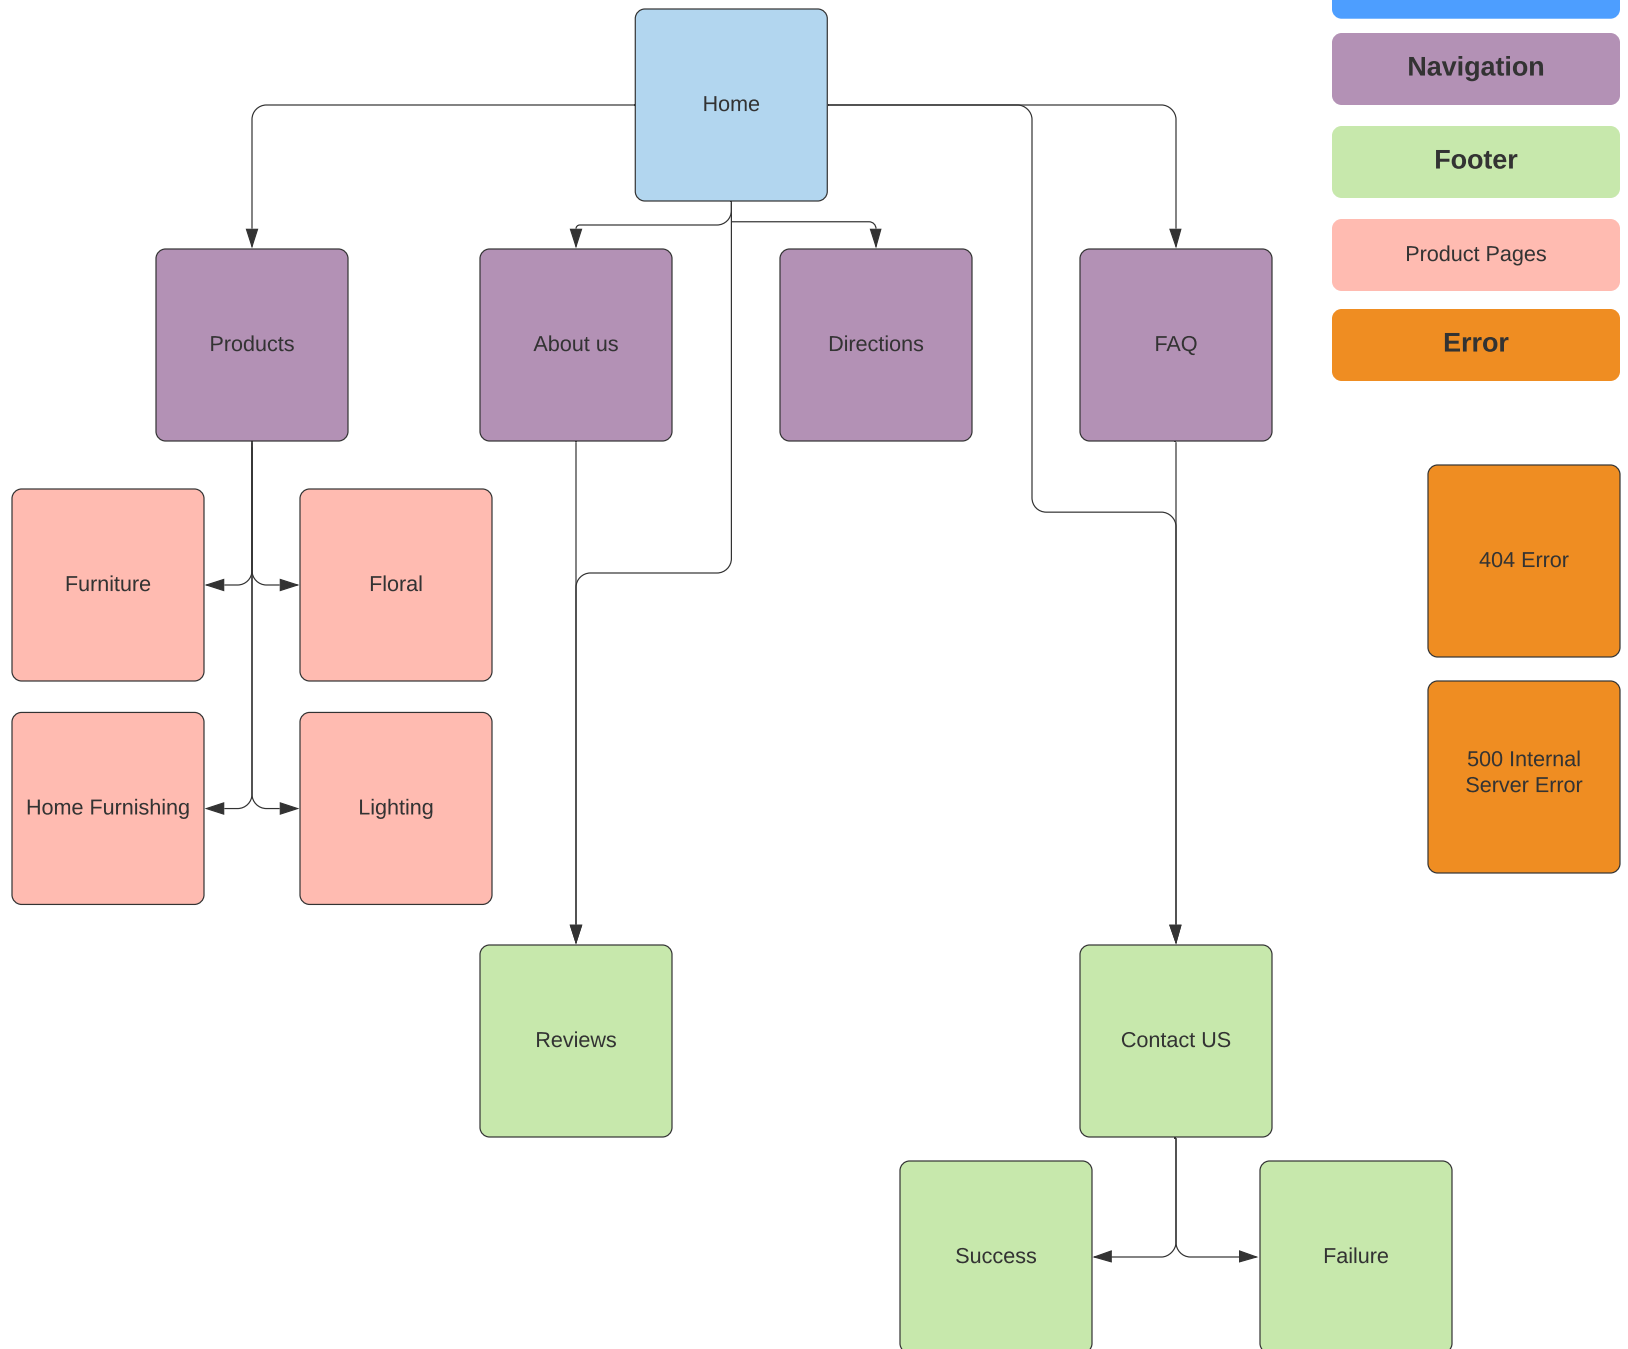 Home
Navigation
Footer
Product Pages
Error
Products
About us
Directions
FAQ
Furniture
Floral
404 Error
Home Furnishing
Lighting
500 Internal
Server Error
Reviews
Contact US
Success
Failure